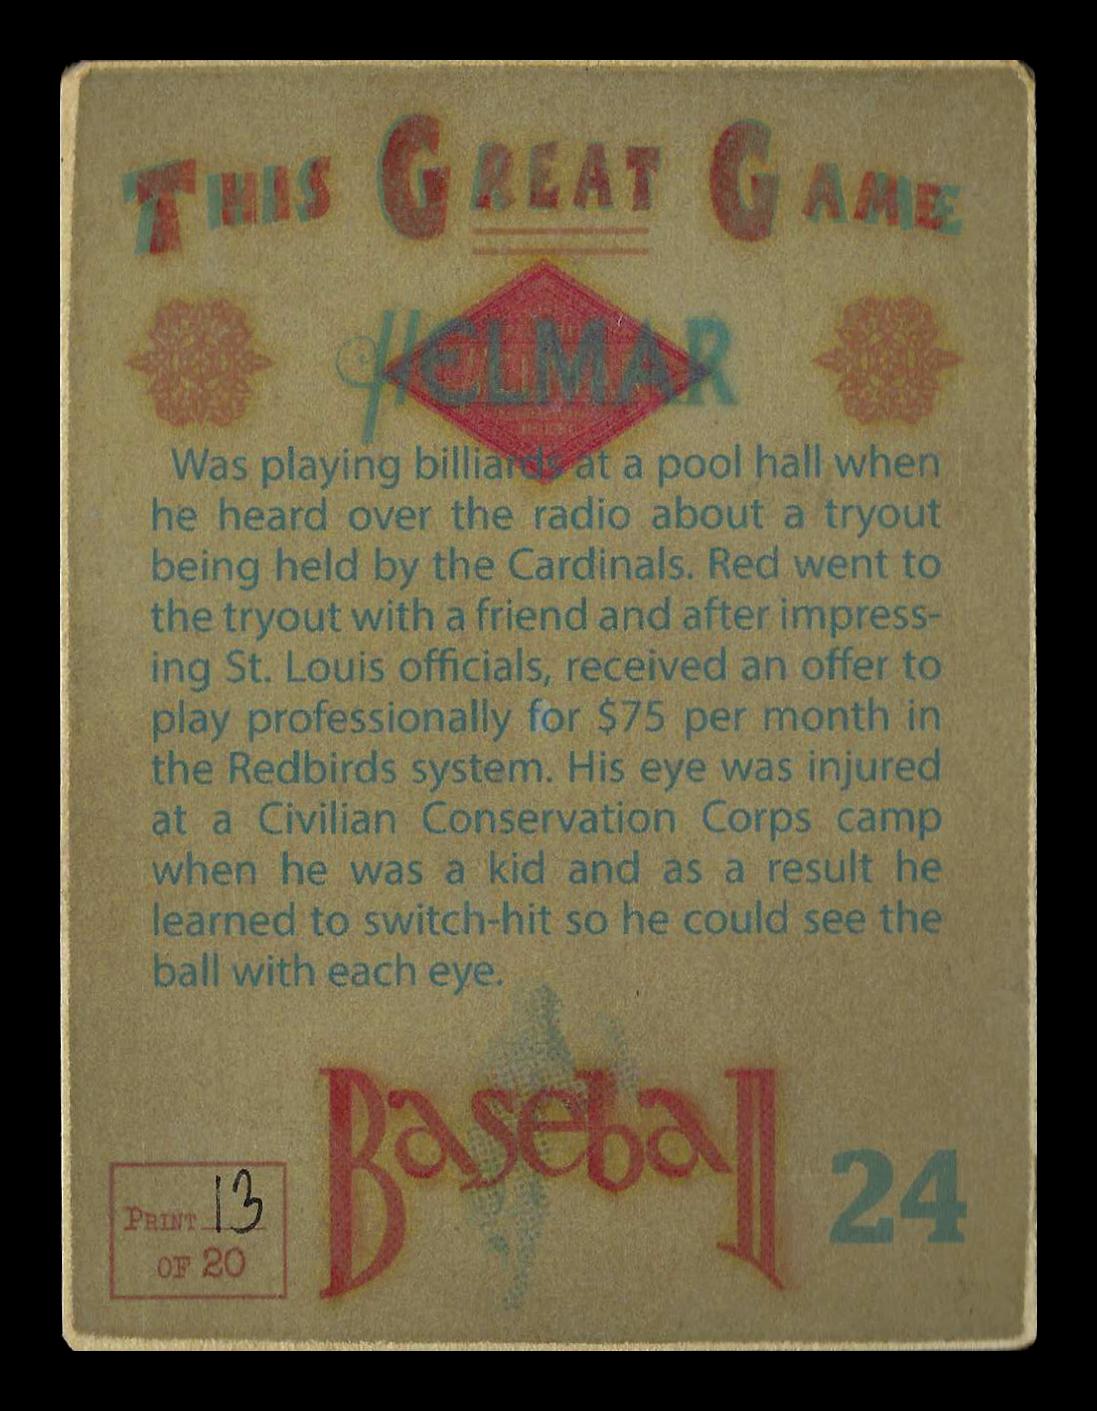 THIS GREAT GAME
HELMAR
Was playing billiards at a pool hall when
he heard over the radio about a tryout
being held by the Cardinals. Red went to
the tryout with a friend and after impress-
ing St. Louis officials, received an offer to
play professionally for $75 per month in
the Redbirds system. His eye was injured
at a Civilian Conservation Corps camp
when he was a kid and as a result he
learned to switch-hit so he could see the
ball with each eye.
Baseball
24
PRINT 13
OF 20